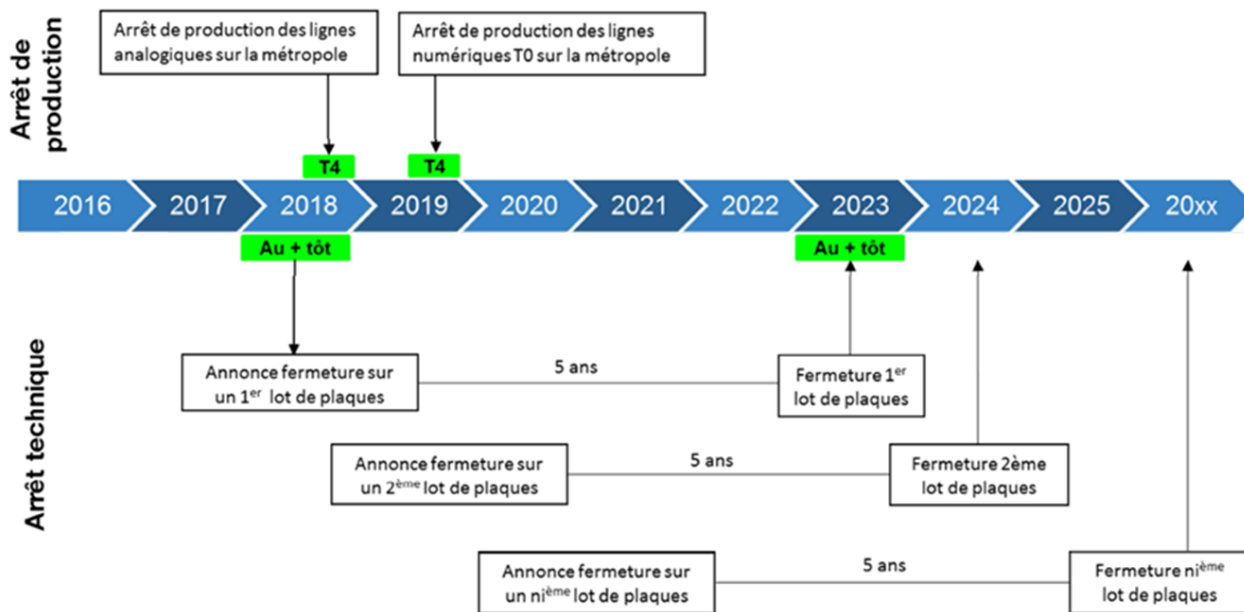 Arrêt de
production
Arrêt de production des lignes
analogiques sur la métropole
Arrêt de production des lignes
numériques T0 sur la métropole
T4
T4
2016
2017
2018
2019
2020
2021
2022
2023
2024
2025
20xx
Au + tôt
Au + tôt
Arrêt technique
Annonce fermeture sur
un 1er lot de plaques
5 ans
Fermeture 1er
lot de plaques
Annonce fermeture sur
un 2ème lot de plaques
5 ans
Fermeture 2ème
lot de plaques
Annonce fermeture sur
un nième lot de plaques
5 ans
Fermeture nième
lot de plaques